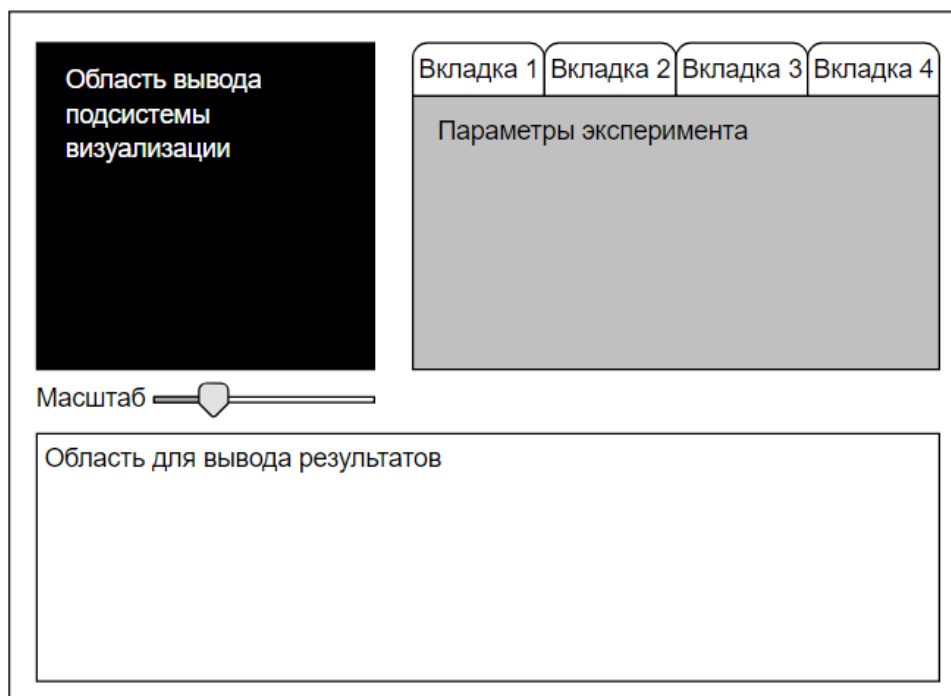 Область вывода
подсистемы
визуализации
Вкладка 1 Вкладка 2 Вкладка 3 Вкладка 4
Параметры эксперимента
Масштаб
Область для вывода результатов